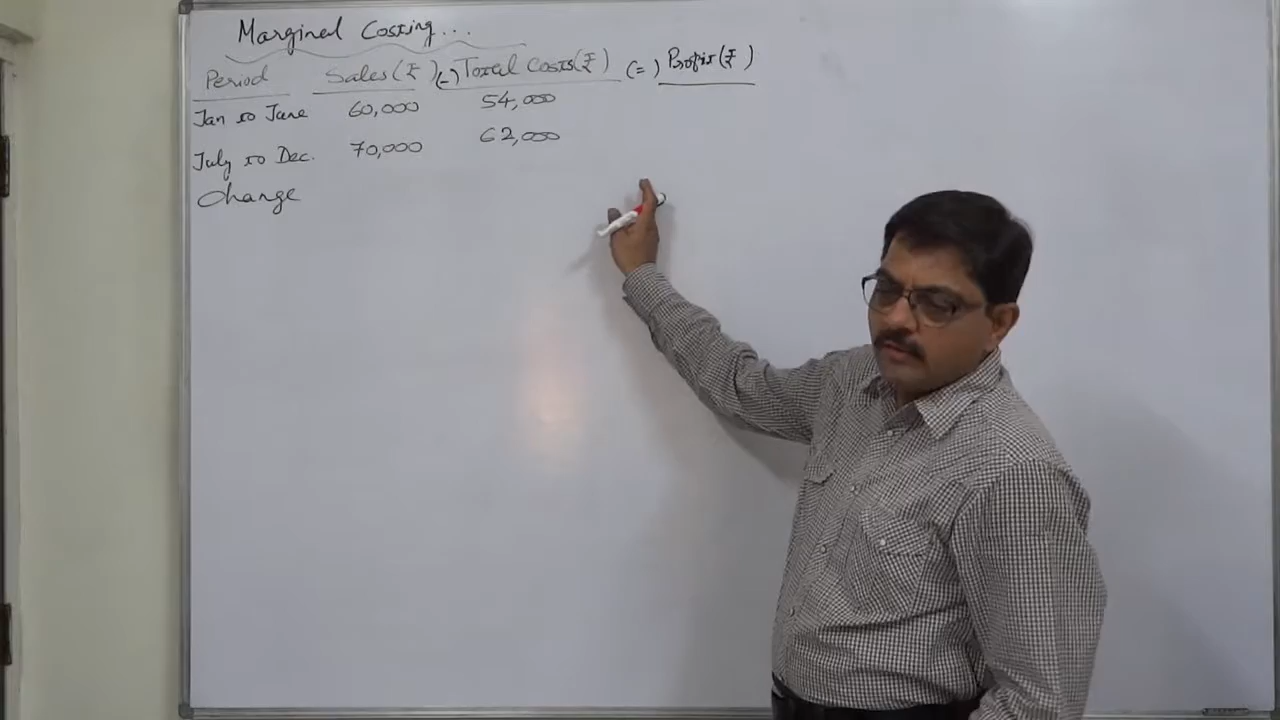 Marginal Costing...
Period Sales(₹) (-) Total Costs(₹) (=) Profit(₹)
Jan to June 60,000 54,000
July to Dec. 70,000 62,000
Change